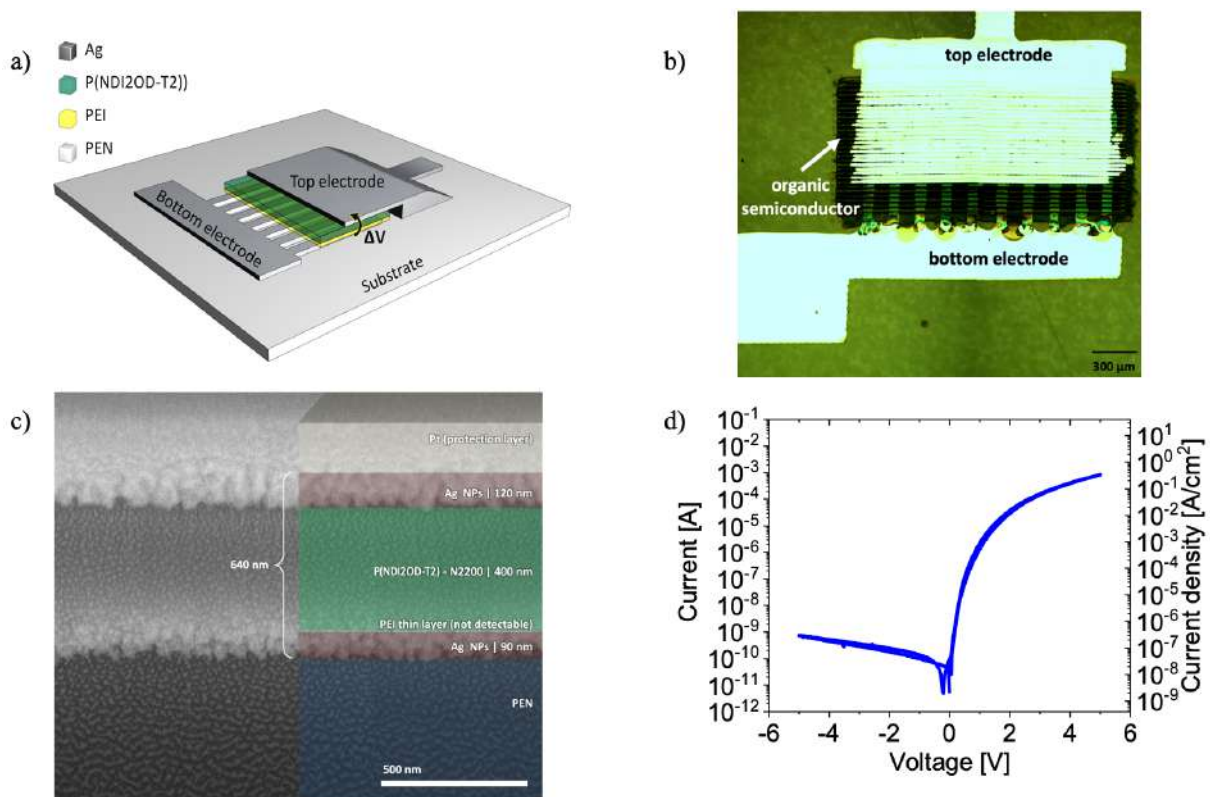 a)
Ag
P(NDI2OD-T2))
PEI
PEN
Top electrode
Bottom electrode
ΔV
Substrate
b)
top electrode
organic
semiconductor
bottom electrode
300 µm
c)
Pt (protection layer)
Ag NPs | 120 nm
640 nm
P(NDI2OD-T2) - N2200 | 400 nm
PEI thin layer (not detectable)
Ag NPs | 90 nm
PEN
500 nm
d)
Current [A]
10⁻¹
10⁻²
10⁻³
10⁻⁴
10⁻⁵
10⁻⁶
10⁻⁷
10⁻⁸
10⁻⁹
10⁻¹⁰
10⁻¹¹
10⁻¹²
10¹
10⁰
10⁻¹
10⁻²
10⁻³
10⁻⁴
10⁻⁵
10⁻⁶
10⁻⁷
10⁻⁸
10⁻⁹
Current density [A/cm²]
-6 -4 -2 0 2 4 6
Voltage [V]